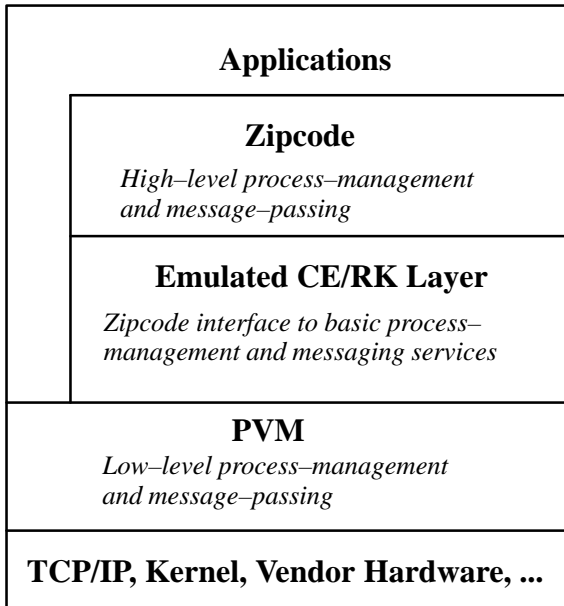 Applications
Zipcode
High–level process–management
and message–passing
Emulated CE/RK Layer
Zipcode interface to basic process–
management and messaging services
PVM
Low–level process–management
and message–passing
TCP/IP, Kernel, Vendor Hardware, ...